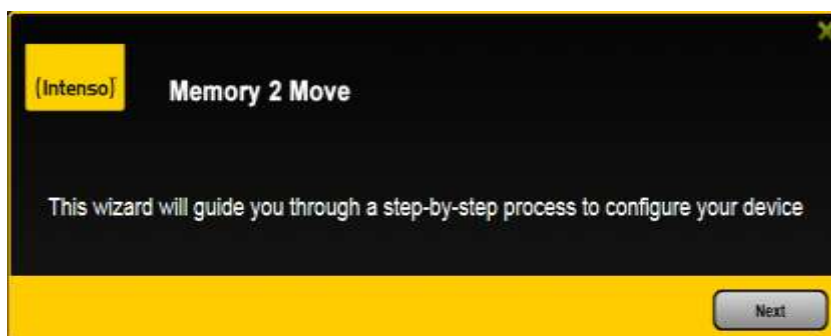 (Intenso)
Memory 2 Move
This wizard will guide you through a step-by-step process to configure your device
Next